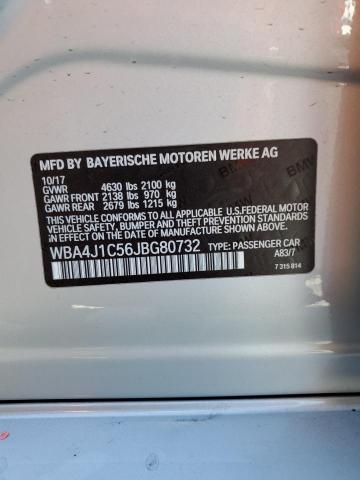 MFD BY BAYERISCHE MOTOREN WERKE AG
10/17
GVWR 4630 lbs 2100 kg
GAWR FRONT 2138 lbs 970 kg
GAWR REAR 2679 lbs 1215 kg
THIS VEHICLE CONFORMS TO ALL APPLICABLE U.S.FEDERAL MOTOR
VEHICLE SAFETY, BUMPER AND THEFT PREVENTION
STANDARDS IN EFFECT ON THE DATE OF MANUFACTURE
SHOWN ABOVE.
WBA4J1C56JBG80732 TYPE: PASSENGER CAR
A83/7
7 315 814